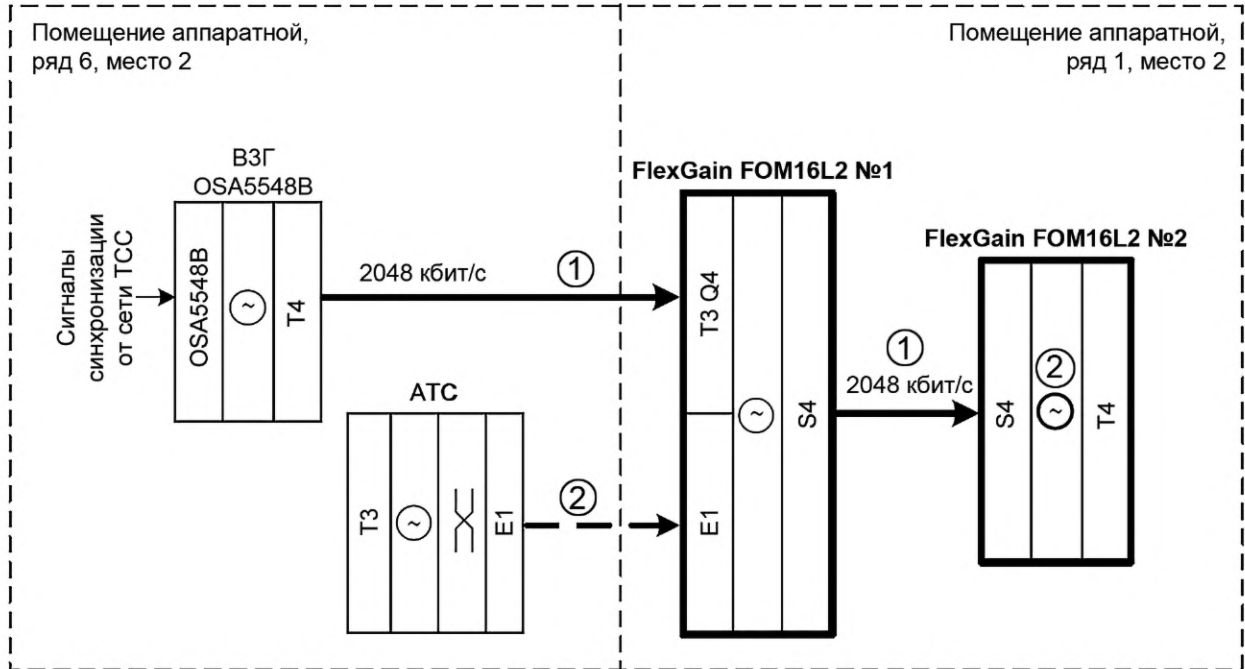 Помещение аппаратной,
ряд 6, место 2
Помещение аппаратной,
ряд 1, место 2
ВЗГ
OSA5548B
Сигналы
синхронизации
от сети ТСС
OSA5548B
~
T4
2048 кбит/с
1
FlexGain FOM16L2 №1
T3 Q4
E1
~
S4
АТС
T3
~
E1
2
1
2048 кбит/с
FlexGain FOM16L2 №2
S4
2
~
T4